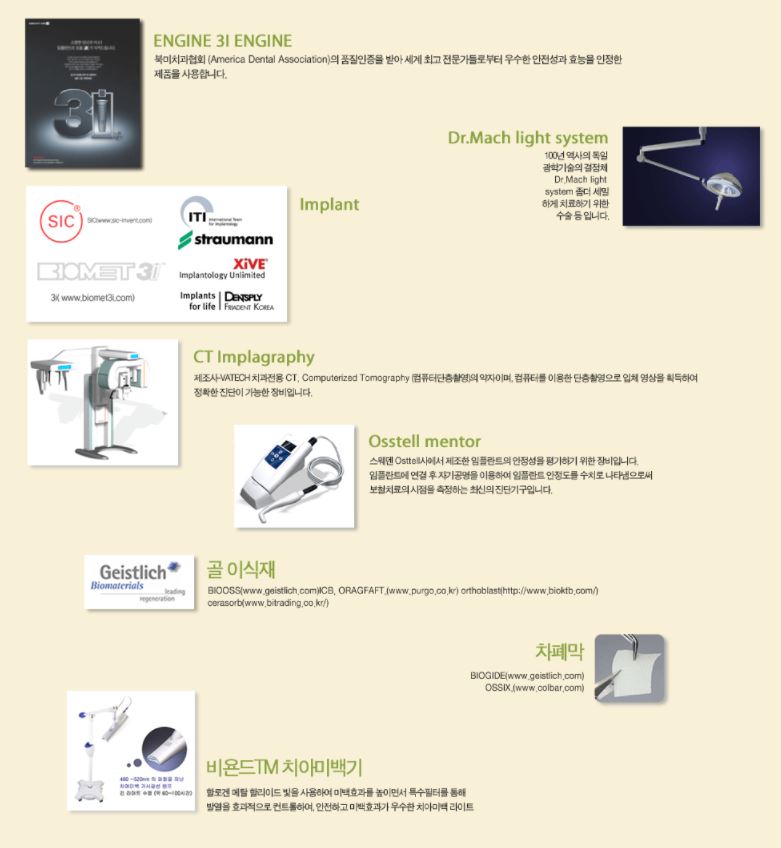 ENGINE 3I ENGINE
북미치과협회 (America Dental Association)의 품질인증을 받아 세계 최고 전문가들로부터 우수한 안전성과 효능을 인정한
제품을 사용합니다.
3i
Dr.Mach light system
100년 역사의 독일
광학기술의 결정체
Dr.Mach light
system 좀더 세밀
하게 치료하기 위한
수술 등 입니다.
Implant
SIC®
SIC(www.sic-invent.com)
ITI International Team
for Implantology
straumann
BIOMET 3i
3i( www.biomet3i.com)
XiVE®
Implantology Unlimited
Implants
for life
DENTSPLY
FRIADENT KOREA
CT Implagraphy
제조사-VATECH 치과전용 CT, Computerized Tomography (컴퓨터단층촬영)의 약자이며, 컴퓨터를 이용한 단층촬영으로 입체 영상을 획득하여
정확한 진단이 가능한 장비입니다.
Osstell mentor
스웨덴 Osttell사에서 제조한 임플란트의 안정성을 평가하기 위한 장비입니다.
임플란트에 연결 후 자기공명을 이용하여 임플란트 안정도를 수치로 나타냄으로써
보철치료의 시점을 측정하는 최신의 진단기구입니다.
Geistlich
Biomaterials
leading
regeneration
골 이식재
BIOOSS(www.geistlich.com)ICB, ORAGFAFT,(www.purgo.co.kr) orthoblast(http://www.bioktb.com/)
cerasorb(www.bitrading.co.kr/)
차폐막
BIOGIDE(www.geistlich.com)
OSSIX,(www.colbar.com)
480 ~520nm 의 파장을 지닌
치아미백 가시광선 램프
긴 라이트 수명 (약 60~100시간)
비욘드TM 치아미백기
할로겐 메탈 할라이드 빛을 사용하여 미백효과를 높이면서 특수필터를 통해
발열을 효과적으로 컨트롤하여, 안전하고 미백효과가 우수한 치아미백 라이트